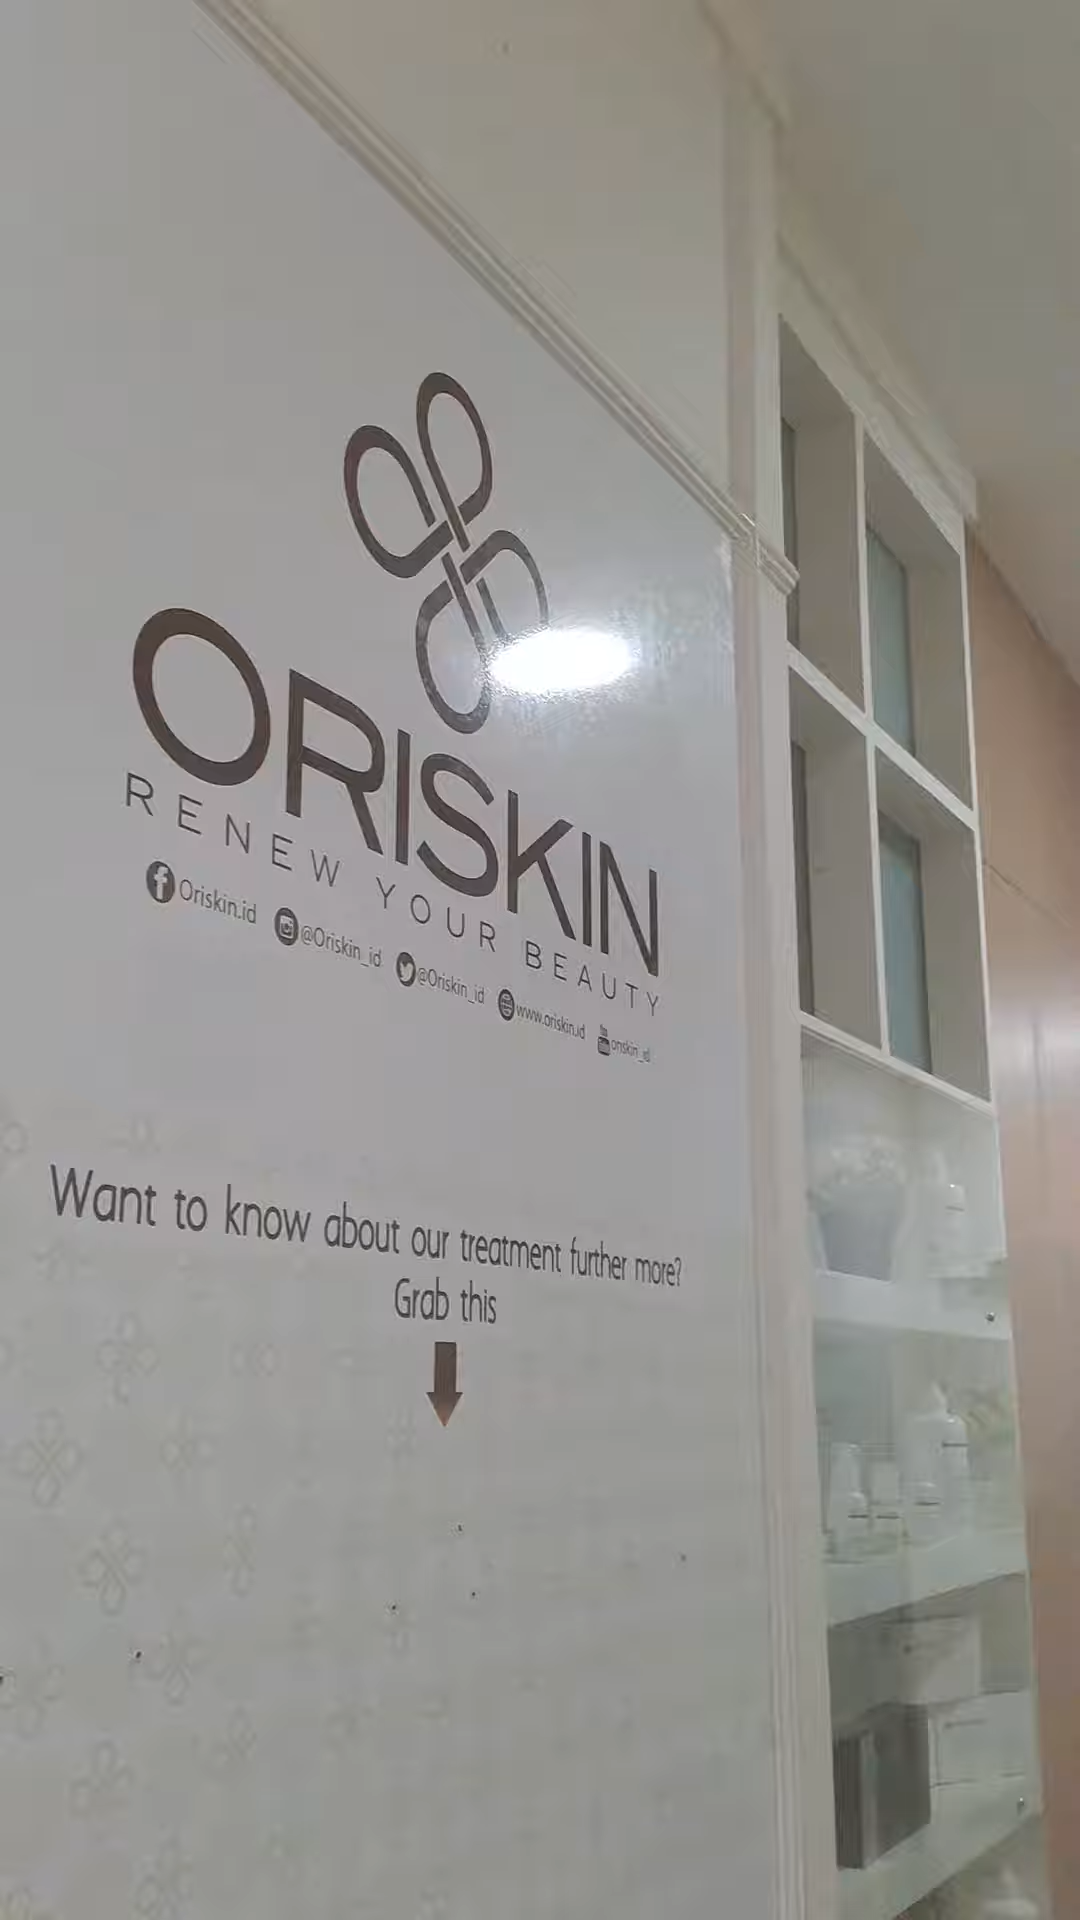 ORISKIN
RENEW YOUR BEAUTY
Oriskin.id @Oriskin_id @Oriskin_id www.oriskin.id oriskin_id
Want to know about our treatment further more?
Grab this